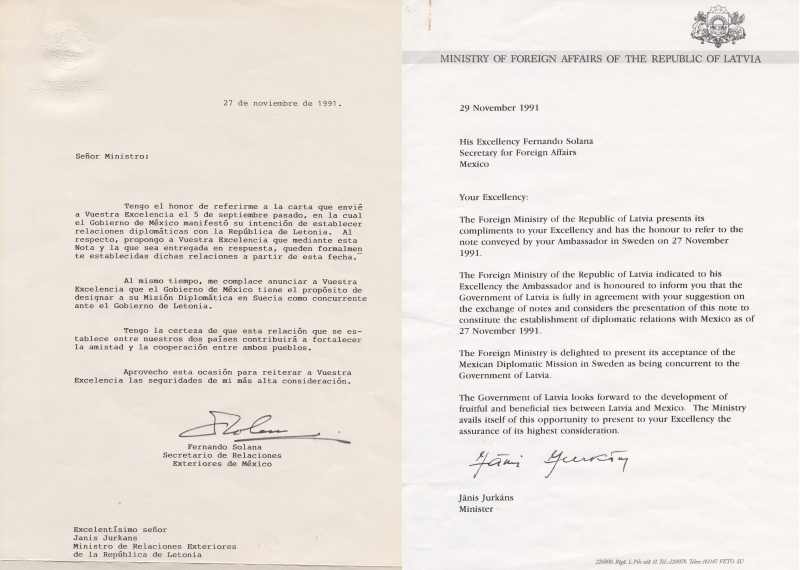 27 de noviembre de 1991.
Señor Ministro:
Tengo el honor de referirme a la carta que envié
a Vuestra Excelencia el 5 de septiembre pasado, en la cual
el Gobierno de México manifestó su intención de establecer
relaciones diplomáticas con la República de Letonia. Al
respecto, propongo a Vuestra Excelencia que mediante esta
Nota y la que sea entregada en respuesta, queden formalmen
te establecidas dichas relaciones a partir de esta fecha.
Al mismo tiempo, me complace anunciar a Vuestra
Excelencia que el Gobierno de México tiene el propósito de
designar a su Misión Diplomática en Suecia como concurrente
ante el Gobierno de Letonia.
Tengo la certeza de que esta relación que se es-
tablece entre nuestros dos países contribuirá a fortalecer
la amistad y la cooperación entre ambos pueblos.
Aprovecho esta ocasión para reiterar a Vuestra
Excelencia las seguridades de mi más alta consideración.
FSolana
Fernando Solana
Secretario de Relaciones
Exteriores de México
Excelentísimo señor
Janis Jurkans
Ministro de Relaciones Exteriores
de la República de Letonia
MINISTRY OF FOREIGN AFFAIRS OF THE REPUBLIC OF LATVIA
29 November 1991
His Excellency Fernando Solana
Secretary for Foreign Affairs
Mexico
Your Excellency:
The Foreign Ministry of the Republic of Latvia presents its
compliments to your Excellency and has the honour to refer to the
note conveyed by your Ambassador in Sweden on 27 November
1991.
The Foreign Ministry of the Republic of Latvia indicated to his
Excellency the Ambassador and is honoured to inform you that the
Government of Latvia is fully in agreement with your suggestion on
the exchange of notes and considers the presentation of this note to
constitute the establishment of diplomatic relations with Mexico as of
27 November 1991.
The Foreign Ministry is delighted to present its acceptance of the
Mexican Diplomatic Mission in Sweden as being concurrent to the
Government of Latvia.
The Government of Latvia looks forward to the development of
fruitful and beneficial ties between Latvia and Mexico. The Ministry
avails itself of this opportunity to present to your Excellency the
assurance of its highest consideration.
Jāni Jurkāns
Jānis Jurkāns
Minister
226800, Rīgā, L. Pils ielā 11. Tel.: 220079, Telex: 161147 VETO SU